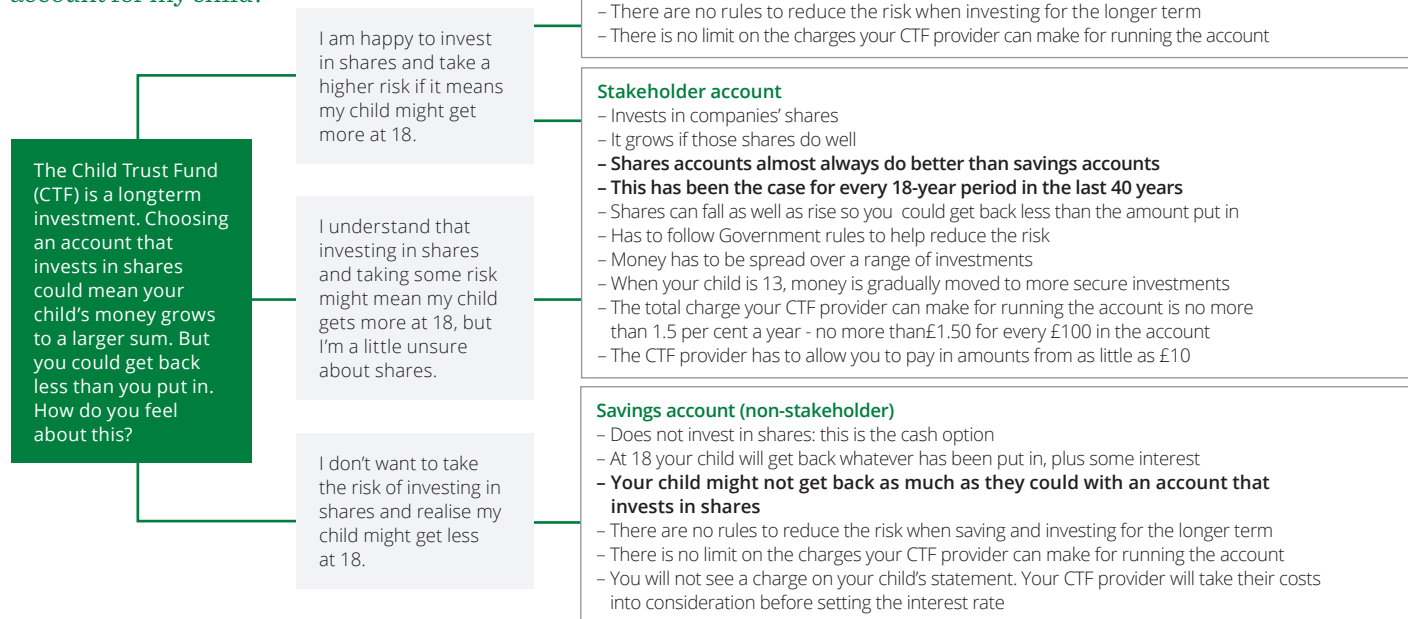 account for my child?
The Child Trust Fund
(CTF) is a longterm
investment. Choosing
an account that
invests in shares
could mean your
child's money grows
to a larger sum. But
you could get back
less than you put in.
How do you feel
about this?
I am happy to invest
in shares and take a
higher risk if it means
my child might get
more at 18.
I understand that
investing in shares
and taking some risk
might mean my child
gets more at 18, but
I'm a little unsure
about shares.
I don't want to take
the risk of investing in
shares and realise my
child might get less
at 18.
– There are no rules to reduce the risk when investing for the longer term
– There is no limit on the charges your CTF provider can make for running the account
Stakeholder account
– Invests in companies' shares
– It grows if those shares do well
– Shares accounts almost always do better than savings accounts
– This has been the case for every 18-year period in the last 40 years
– Shares can fall as well as rise so you could get back less than the amount put in
– Has to follow Government rules to help reduce the risk
– Money has to be spread over a range of investments
– When your child is 13, money is gradually moved to more secure investments
– The total charge your CTF provider can make for running the account is no more
than 1.5 per cent a year - no more than£1.50 for every £100 in the account
– The CTF provider has to allow you to pay in amounts from as little as £10
Savings account (non-stakeholder)
– Does not invest in shares: this is the cash option
– At 18 your child will get back whatever has been put in, plus some interest
– Your child might not get back as much as they could with an account that
invests in shares
– There are no rules to reduce the risk when saving and investing for the longer term
– There is no limit on the charges your CTF provider can make for running the account
– You will not see a charge on your child's statement. Your CTF provider will take their costs
into consideration before setting the interest rate